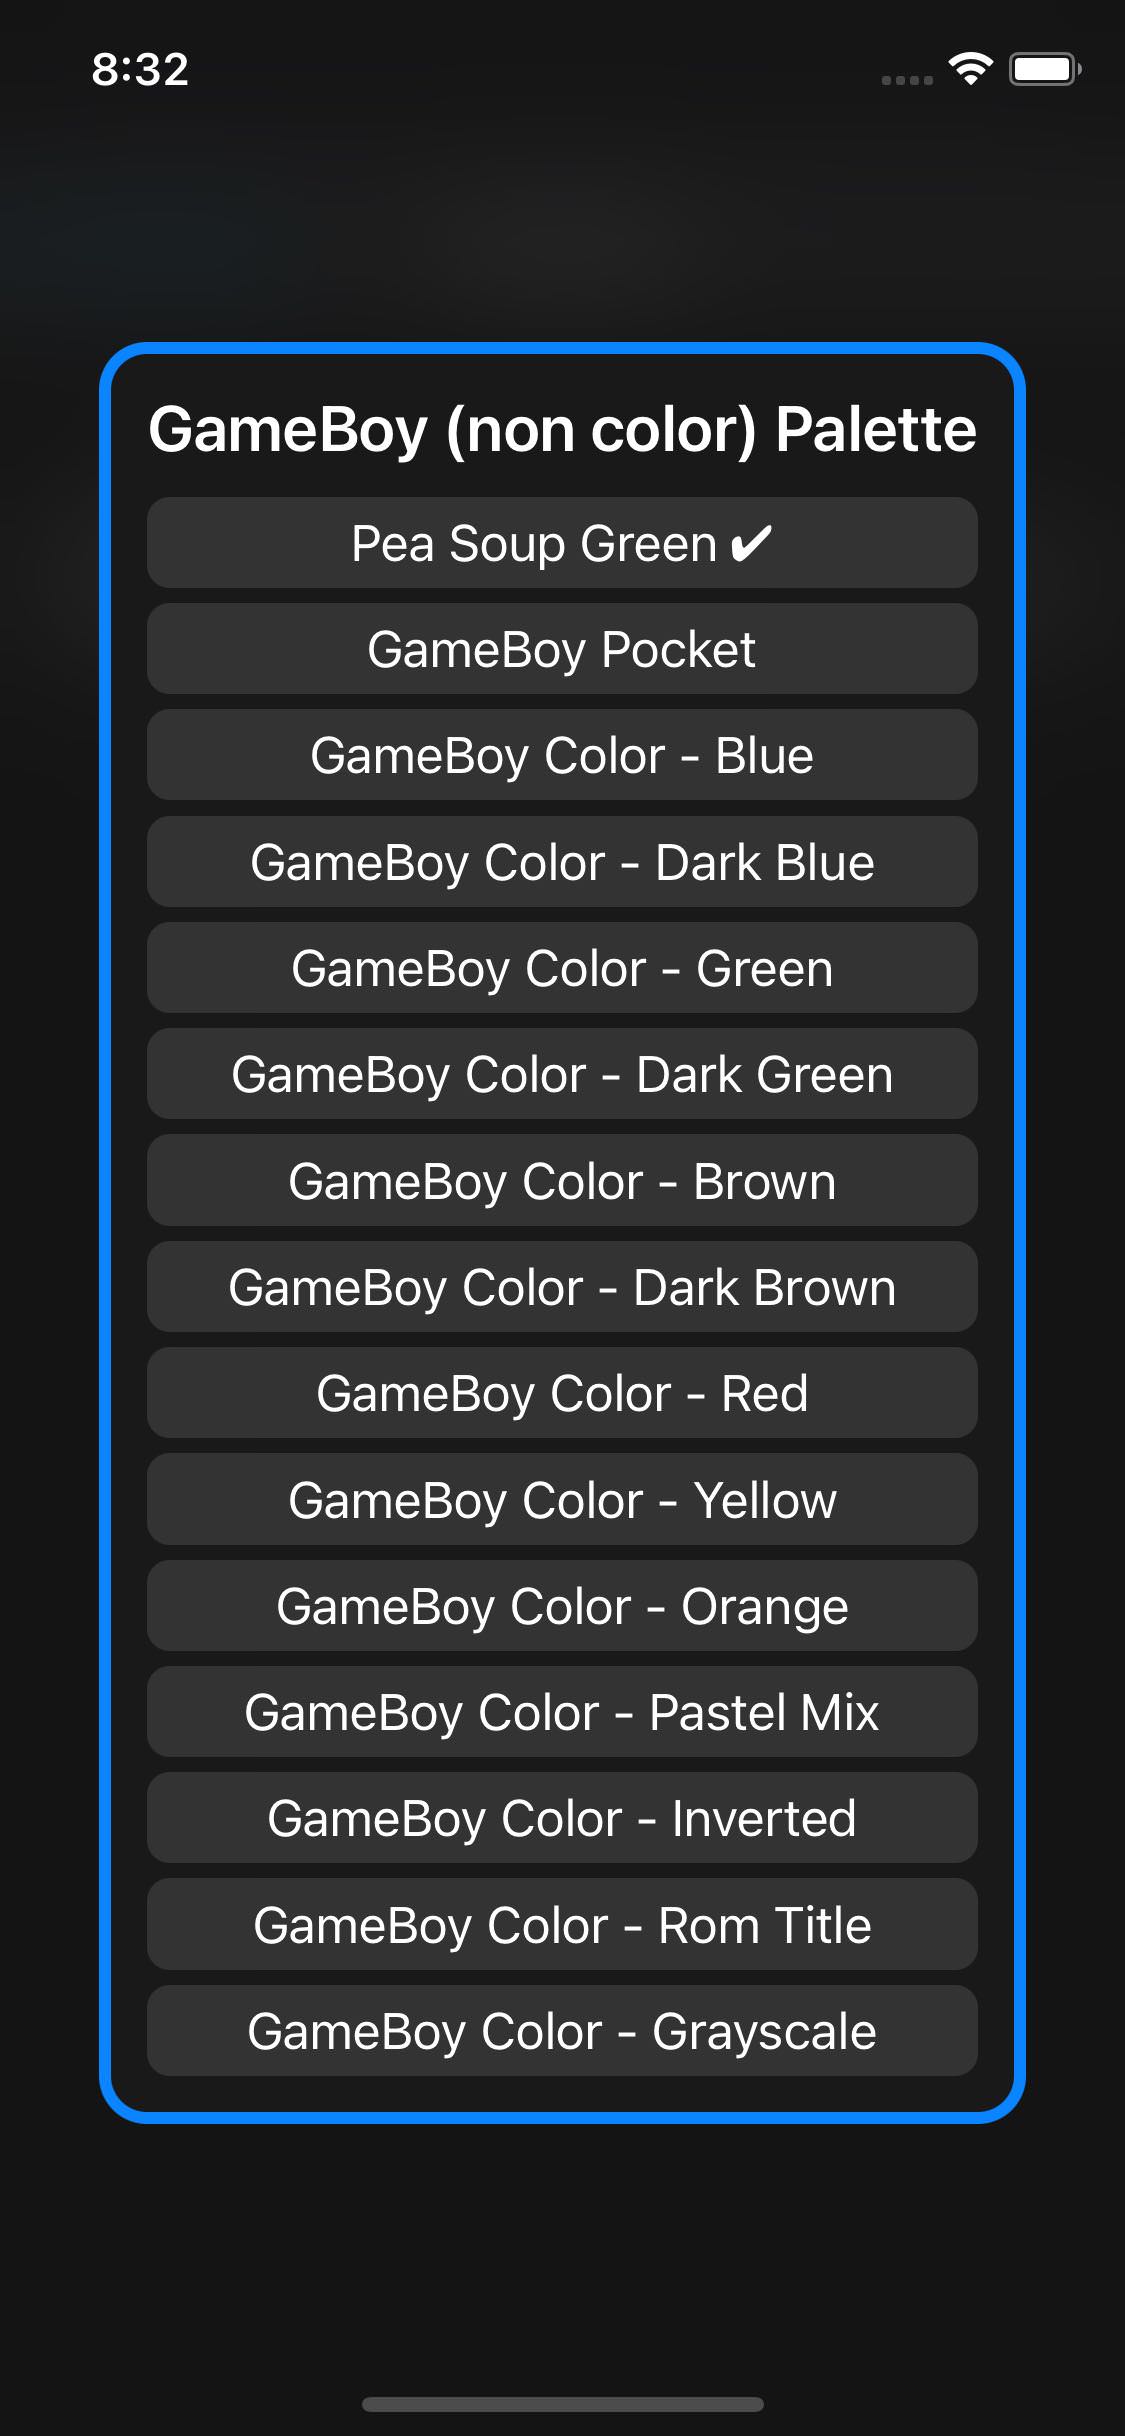 8:32
GameBoy (non color) Palette
Pea Soup Green ✔
GameBoy Pocket
GameBoy Color - Blue
GameBoy Color - Dark Blue
GameBoy Color - Green
GameBoy Color - Dark Green
GameBoy Color - Brown
GameBoy Color - Dark Brown
GameBoy Color - Red
GameBoy Color - Yellow
GameBoy Color - Orange
GameBoy Color - Pastel Mix
GameBoy Color - Inverted
GameBoy Color - Rom Title
GameBoy Color - Grayscale